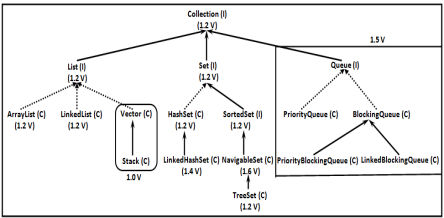 Collection (I)
(1.2 V)
1.5 V
List (I)
(1.2 V)
Set (I)
(1.2 V)
Queue (I)
ArrayList (C)
(1.2 V)
LinkedList (C)
(1.2 V)
Vector (C)
HashSet (C)
(1.2 V)
SortedSet (I)
(1.2 V)
PriorityQueue (C)
BlockingQueue (C)
Stack (C)
1.0 V
LinkedHashSet (C)
(1.4 V)
NavigableSet (C)
(1.6 V)
PriorityBlockingQueue (C)
LinkedBlockingQueue (C)
TreeSet (C)
(1.2 V)